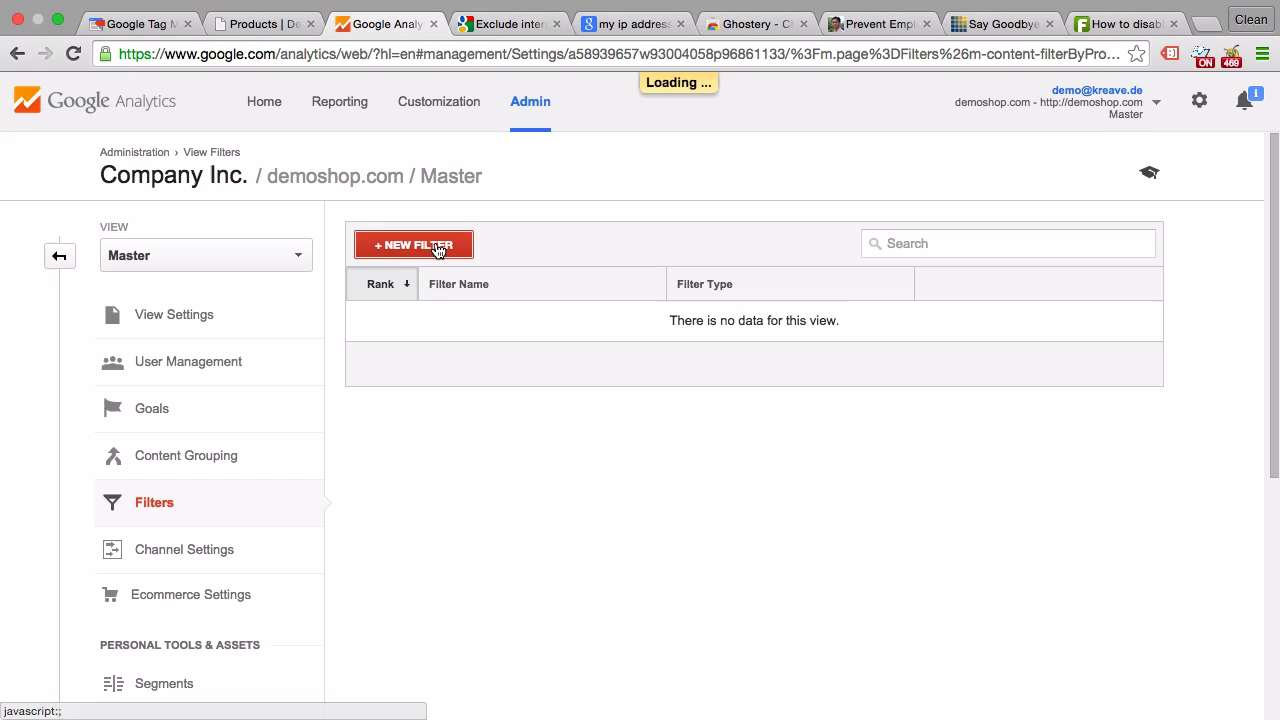 Google Tag M
Products | De
Google Analy
Exclude inter
my ip addres
Ghostery - C
Prevent Empl
Say Goodb
How to disab
Clean
https://www.google.com/analytics/web/?hl=en#management/Settings/a58939657w93004058p96861133/%3Fm.page%3DFilters%26m-content-filterByPro...
ON
469
Loading ...
Google Analytics
Home
Reporting
Customization
Admin
demo@kreave.de
demoshop.com - http://demoshop.com
Master
Administration › View Filters
Company Inc. / demoshop.com / Master
VIEW
Master
View Settings
User Management
Goals
Content Grouping
Filters
Channel Settings
Ecommerce Settings
PERSONAL TOOLS & ASSETS
Segments
+ NEW FILTER
Search
Rank
Filter Name
Filter Type
There is no data for this view.
javascript:;